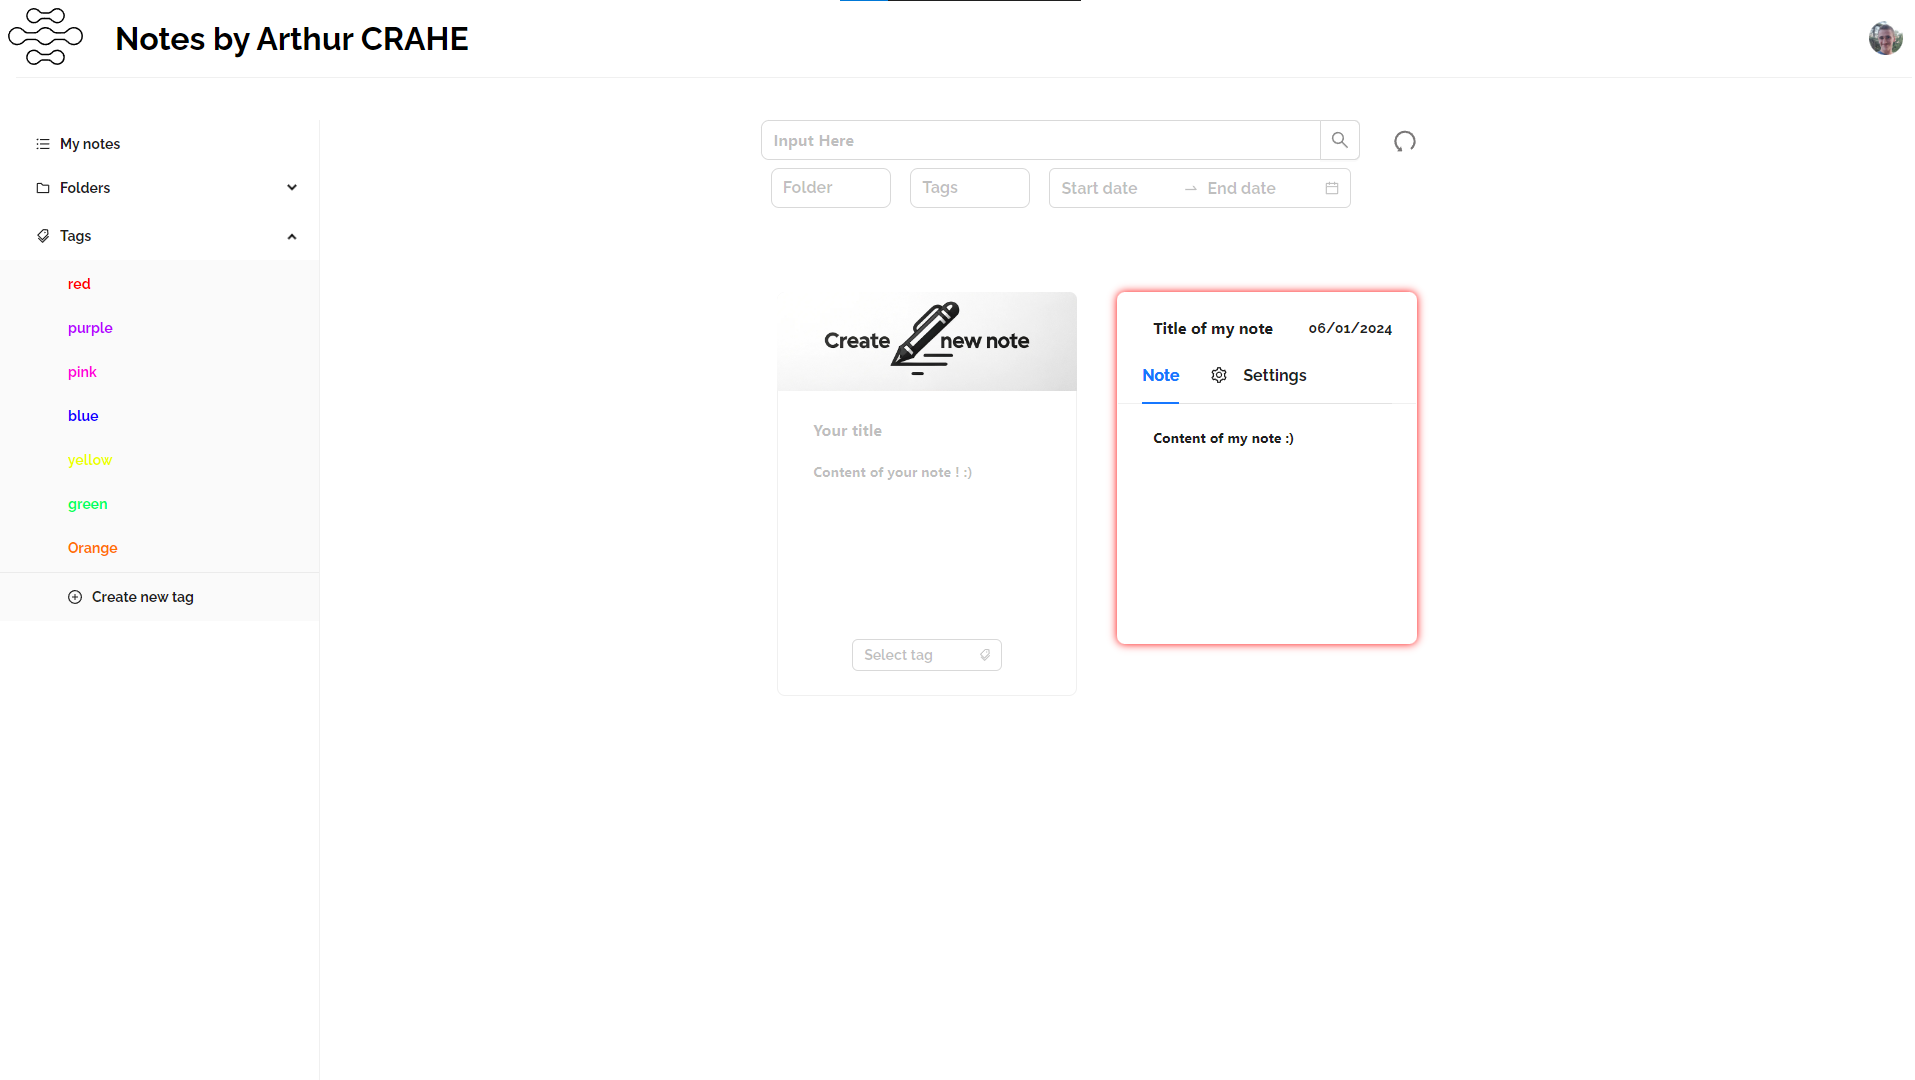 Notes by Arthur CRAHE
My notes
Folders
Tags
red
purple
pink
blue
yellow
green
Orange
Create new tag
Input Here
Folder
Tags
Start date
End date
Create new note
Your title
Content of your note ! :)
Select tag
Title of my note 06/01/2024
Note Settings
Content of my note :)